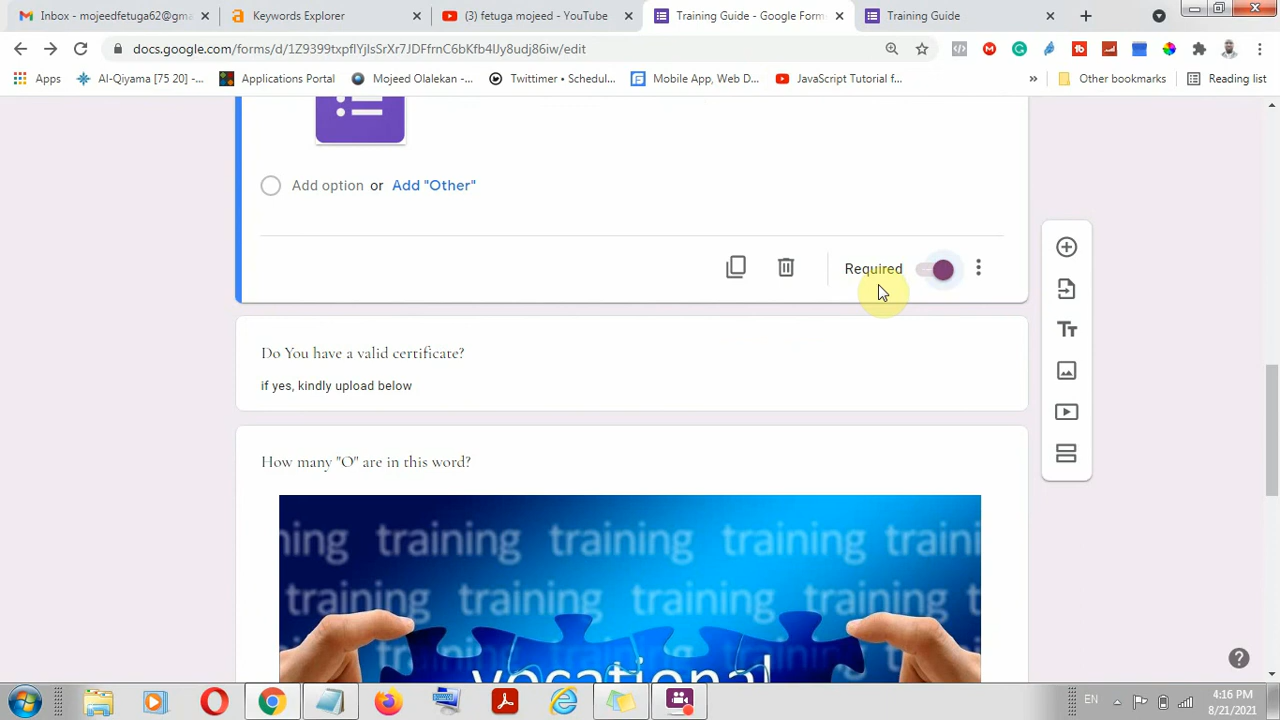 Inbox - mojeedfetuga62@gm
Keywords Explorer
(3) fetuga mojeed - YouTube
Training Guide - Google Form
Training Guide
docs.google.com/forms/d/1Z9399txpflYjIsSrXr7JDFfrnC6bKfb4lJy8udj86iw/edit
Apps
Al-Qiyama [75 20] -...
Applications Portal
Mojeed Olalekan -...
Twittimer • Schedul...
Mobile App, Web D...
JavaScript Tutorial f...
»
Other bookmarks
Reading list
Add option or Add "Other"
Required
Do You have a valid certificate?
if yes, kindly upload below
How many "O" are in this word?
ning training training training traini
training training training training t
vocational
EN
4:16 PM
8/21/2021